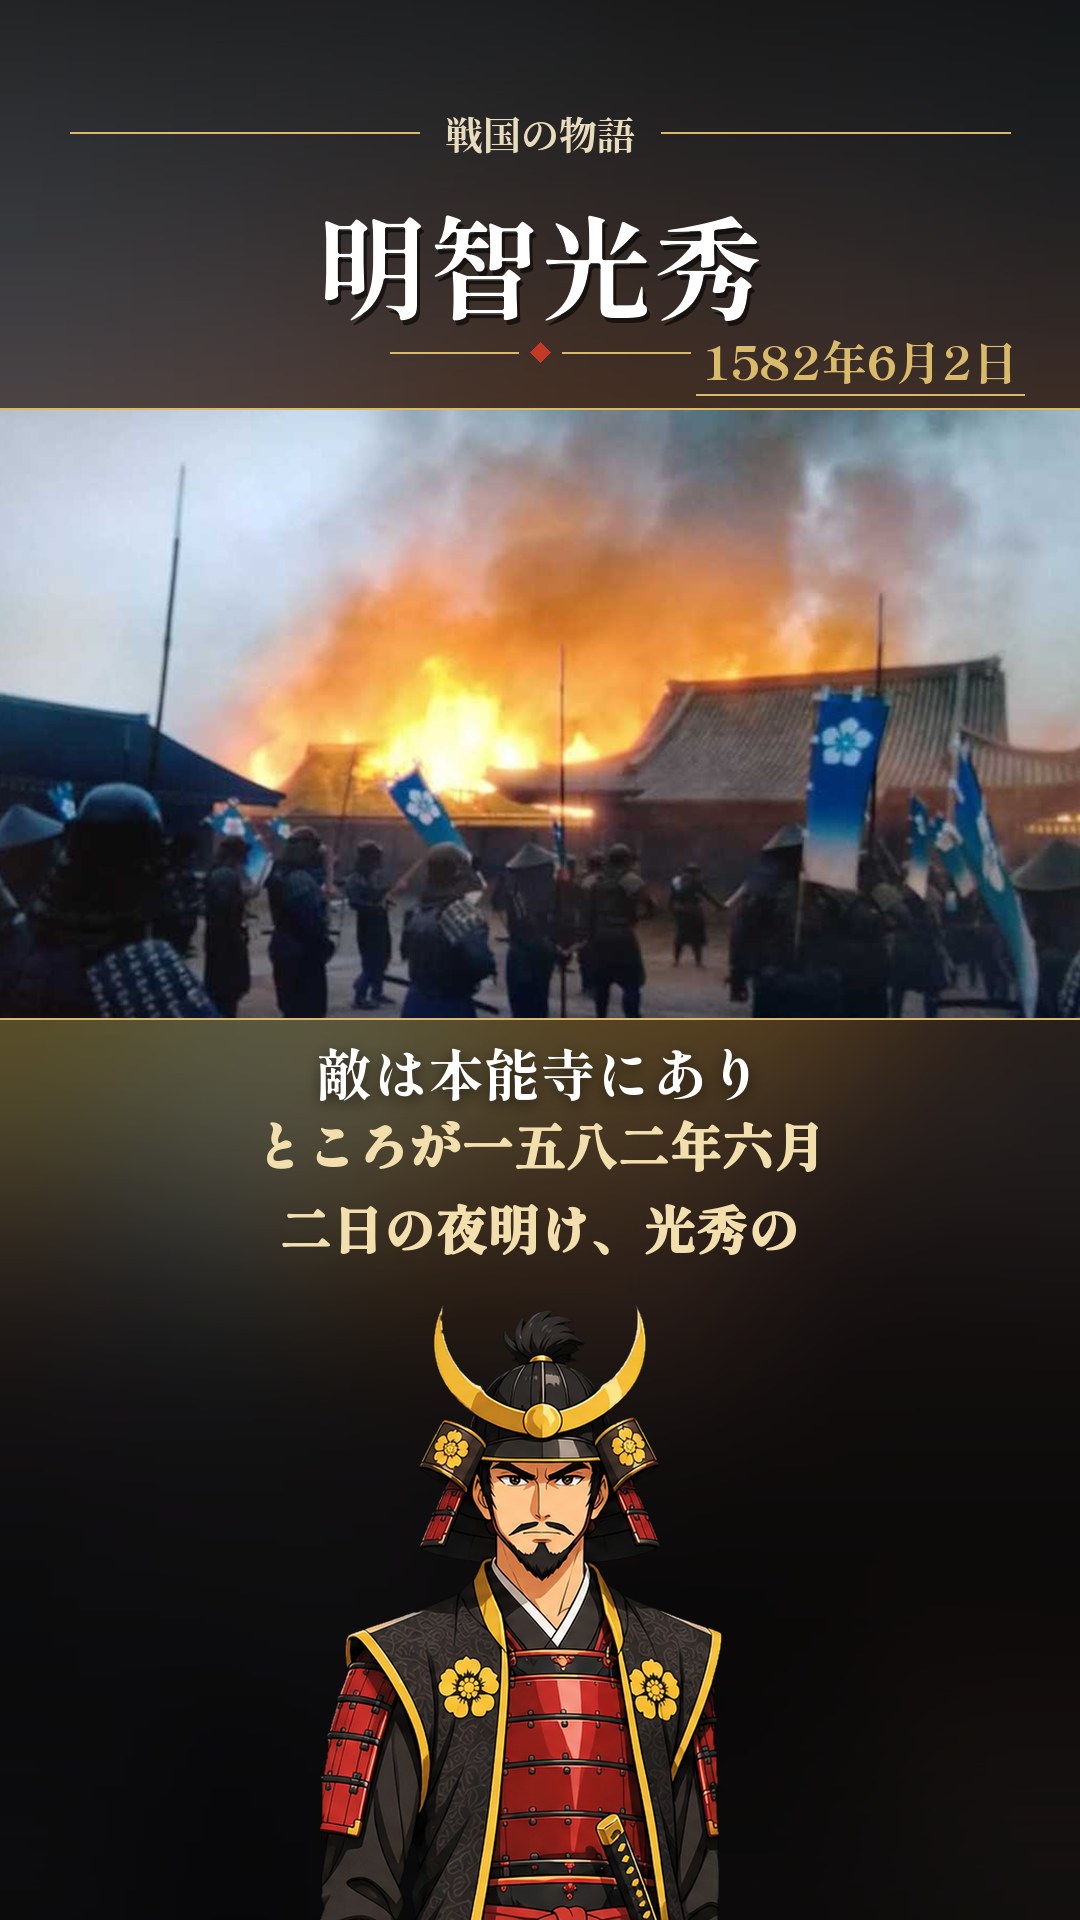 戦国の物語
明智光秀
1582年6月2日
敵は本能寺にあり
ところが一五八二年六月
二日の夜明け、光秀の